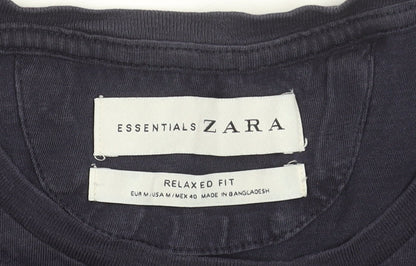 ESSENTIALS ZARA
RELAXED FIT
EUR M/USA M/MEX 40 MADE IN BANGLADESH